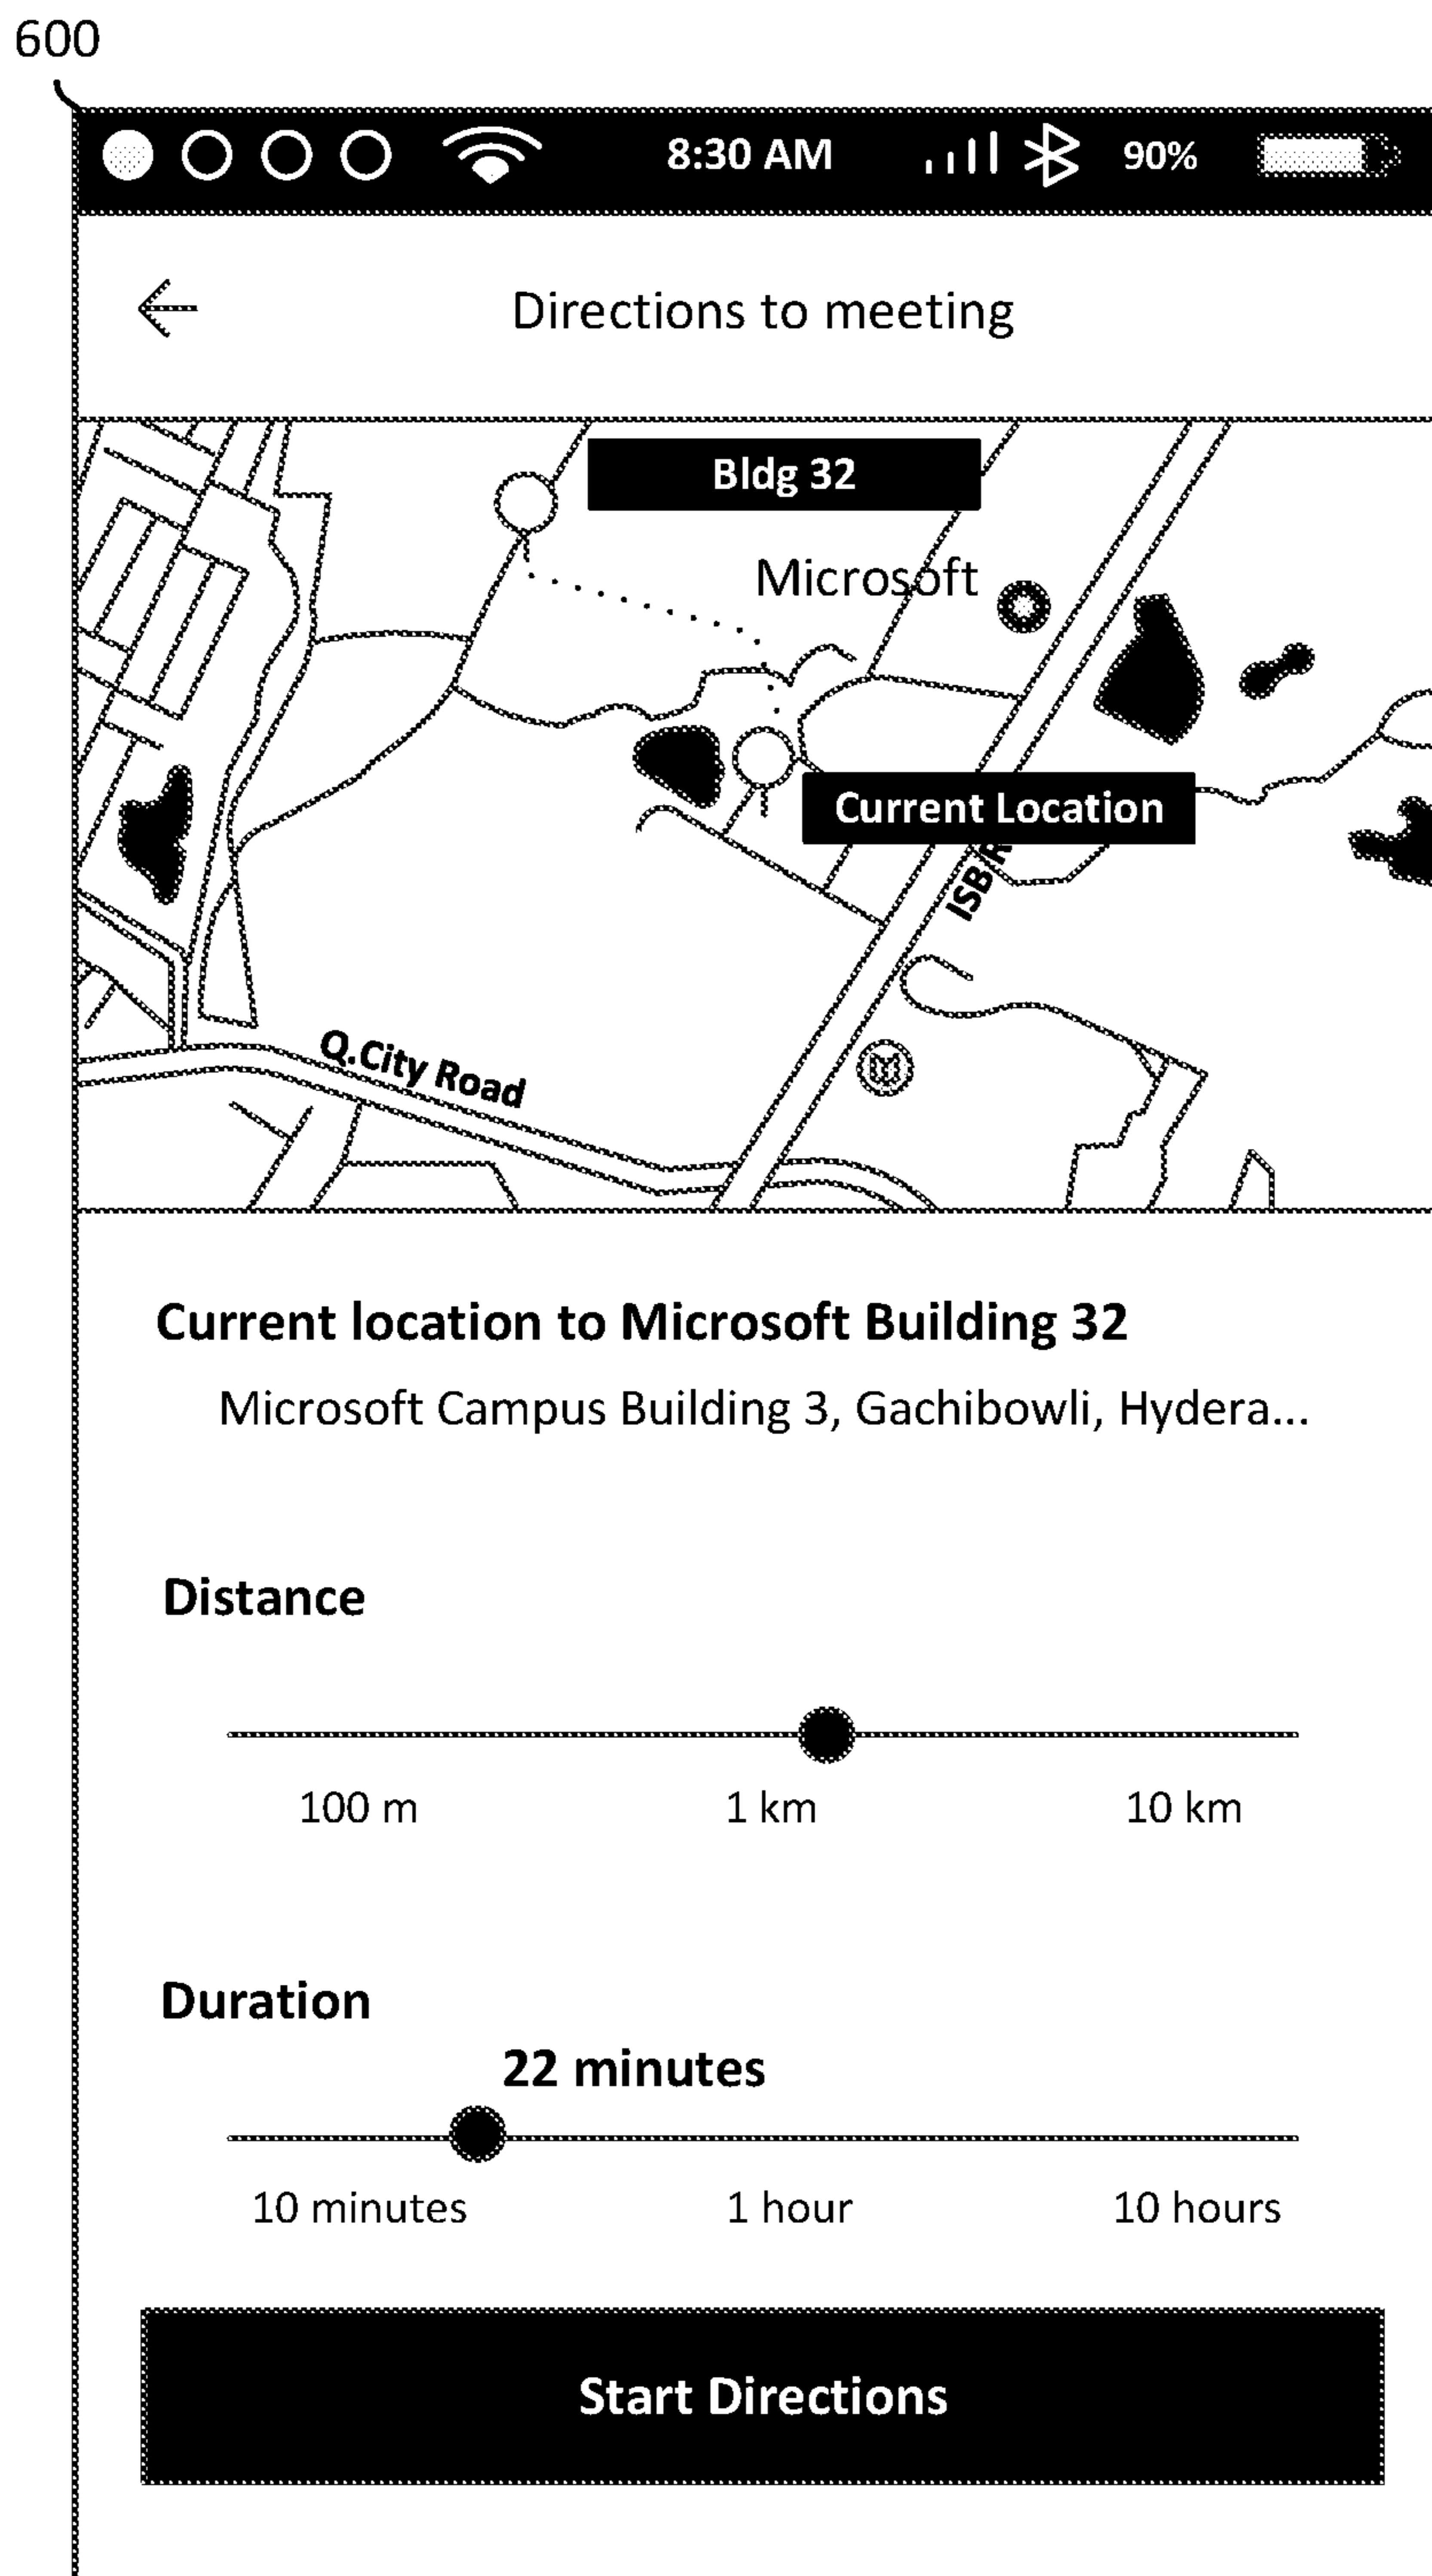 600
8:30 AM 90%
Directions to meeting
Bldg 32
Microsoft
Current Location
ISB R
Q.City Road
Current location to Microsoft Building 32
Microsoft Campus Building 3, Gachibowli, Hydera...
Distance
100 m 1 km 10 km
Duration
22 minutes
10 minutes 1 hour 10 hours
Start Directions